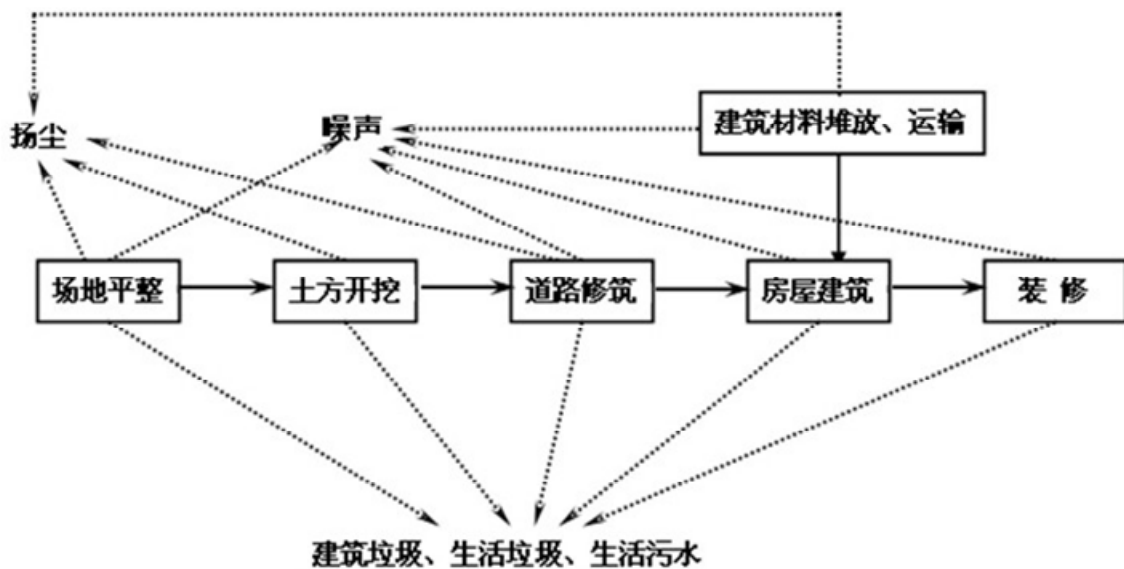 建筑材料堆放、运输
扬尘
噪声
场地平整
土方开挖
道路修筑
房屋建筑
装 修
建筑垃圾、生活垃圾、生活污水